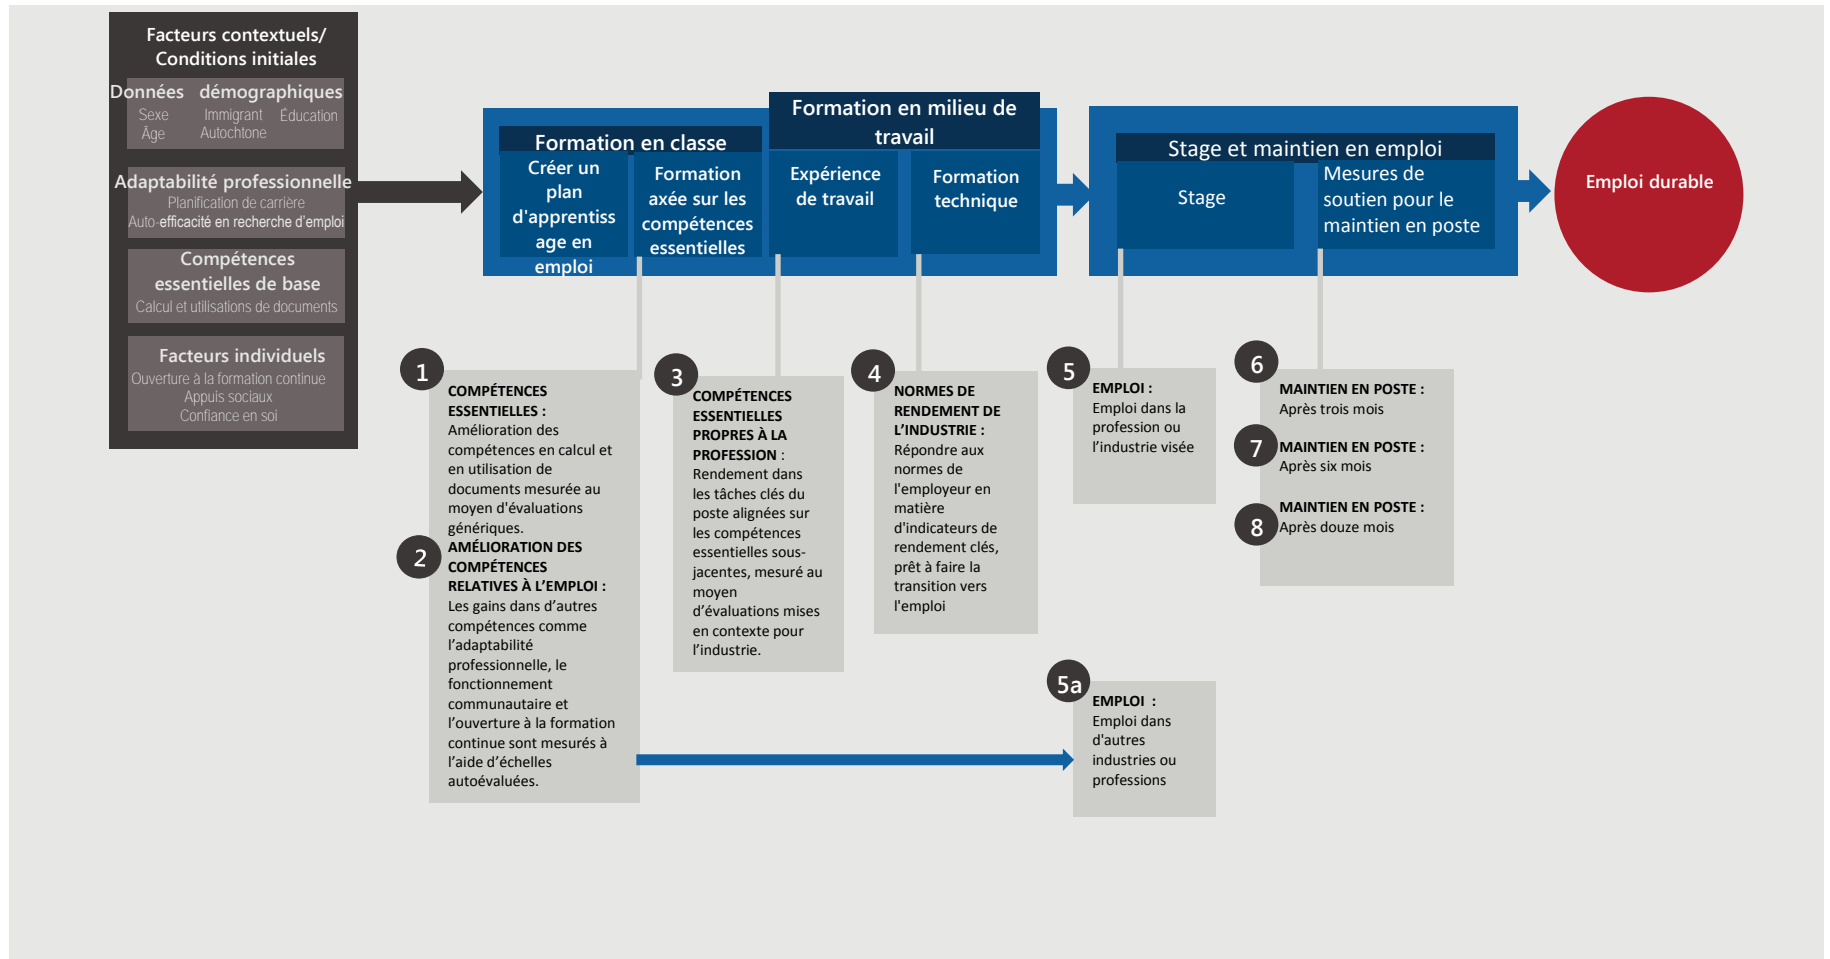 Facteurs contextuels/
Conditions initiales
Données démographiques
Sexe Immigrant Éducation
Âge Autochtone
Adaptabilité professionnelle
Planification de carrière
Auto-efficacité en recherche d'emploi
Compétences
essentielles de base
Calcul et utilisations de documents
Facteurs individuels
Ouverture à la formation continue
Appuis sociaux
Confiance en soi
Formation en classe
Créer un
plan
d'apprentiss
age en
emploi
Formation
axée sur les
compétences
essentielles
Formation en milieu de
travail
Expérience
de travail
Formation
technique
Stage et maintien en emploi
Stage
Mesures de
soutien pour le
maintien en poste
Emploi durable
1
COMPÉTENCES
ESSENTIELLES :
Amélioration des
compétences en calcul et
en utilisation de
documents mesurée au
moyen d'évaluations
génériques.
2
AMÉLIORATION DES
COMPÉTENCES
RELATIVES À L’EMPLOI :
Les gains dans d’autres
compétences comme
l’adaptabilité
professionnelle, le
fonctionnement
communautaire et
l’ouverture à la formation
continue sont mesurés à
l’aide d’échelles
autoévaluées.
3
COMPÉTENCES
ESSENTIELLES
PROPRES À LA
PROFESSION :
Rendement dans
les tâches clés du
poste alignées sur
les compétences
essentielles sous-
jacentes, mesuré au
moyen
d’évaluations mises
en contexte pour
l’industrie.
4
NORMES DE
RENDEMENT DE
L’INDUSTRIE :
Répondre aux
normes de
l'employeur en
matière
d'indicateurs de
rendement clés,
prêt à faire la
transition vers
l'emploi
5
EMPLOI :
Emploi dans la
profession ou
l’industrie visée
5a
EMPLOI :
Emploi dans
d'autres
industries ou
professions
6
MAINTIEN EN POSTE :
Après trois mois
7
MAINTIEN EN POSTE :
Après six mois
8
MAINTIEN EN POSTE :
Après douze mois